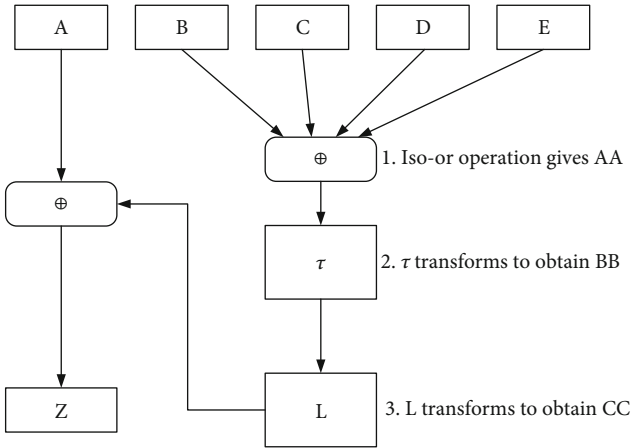 A
B
C
D
E
⊕
1. Iso-or operation gives AA
⊕
τ
2. τ transforms to obtain BB
Z
L
3. L transforms to obtain CC